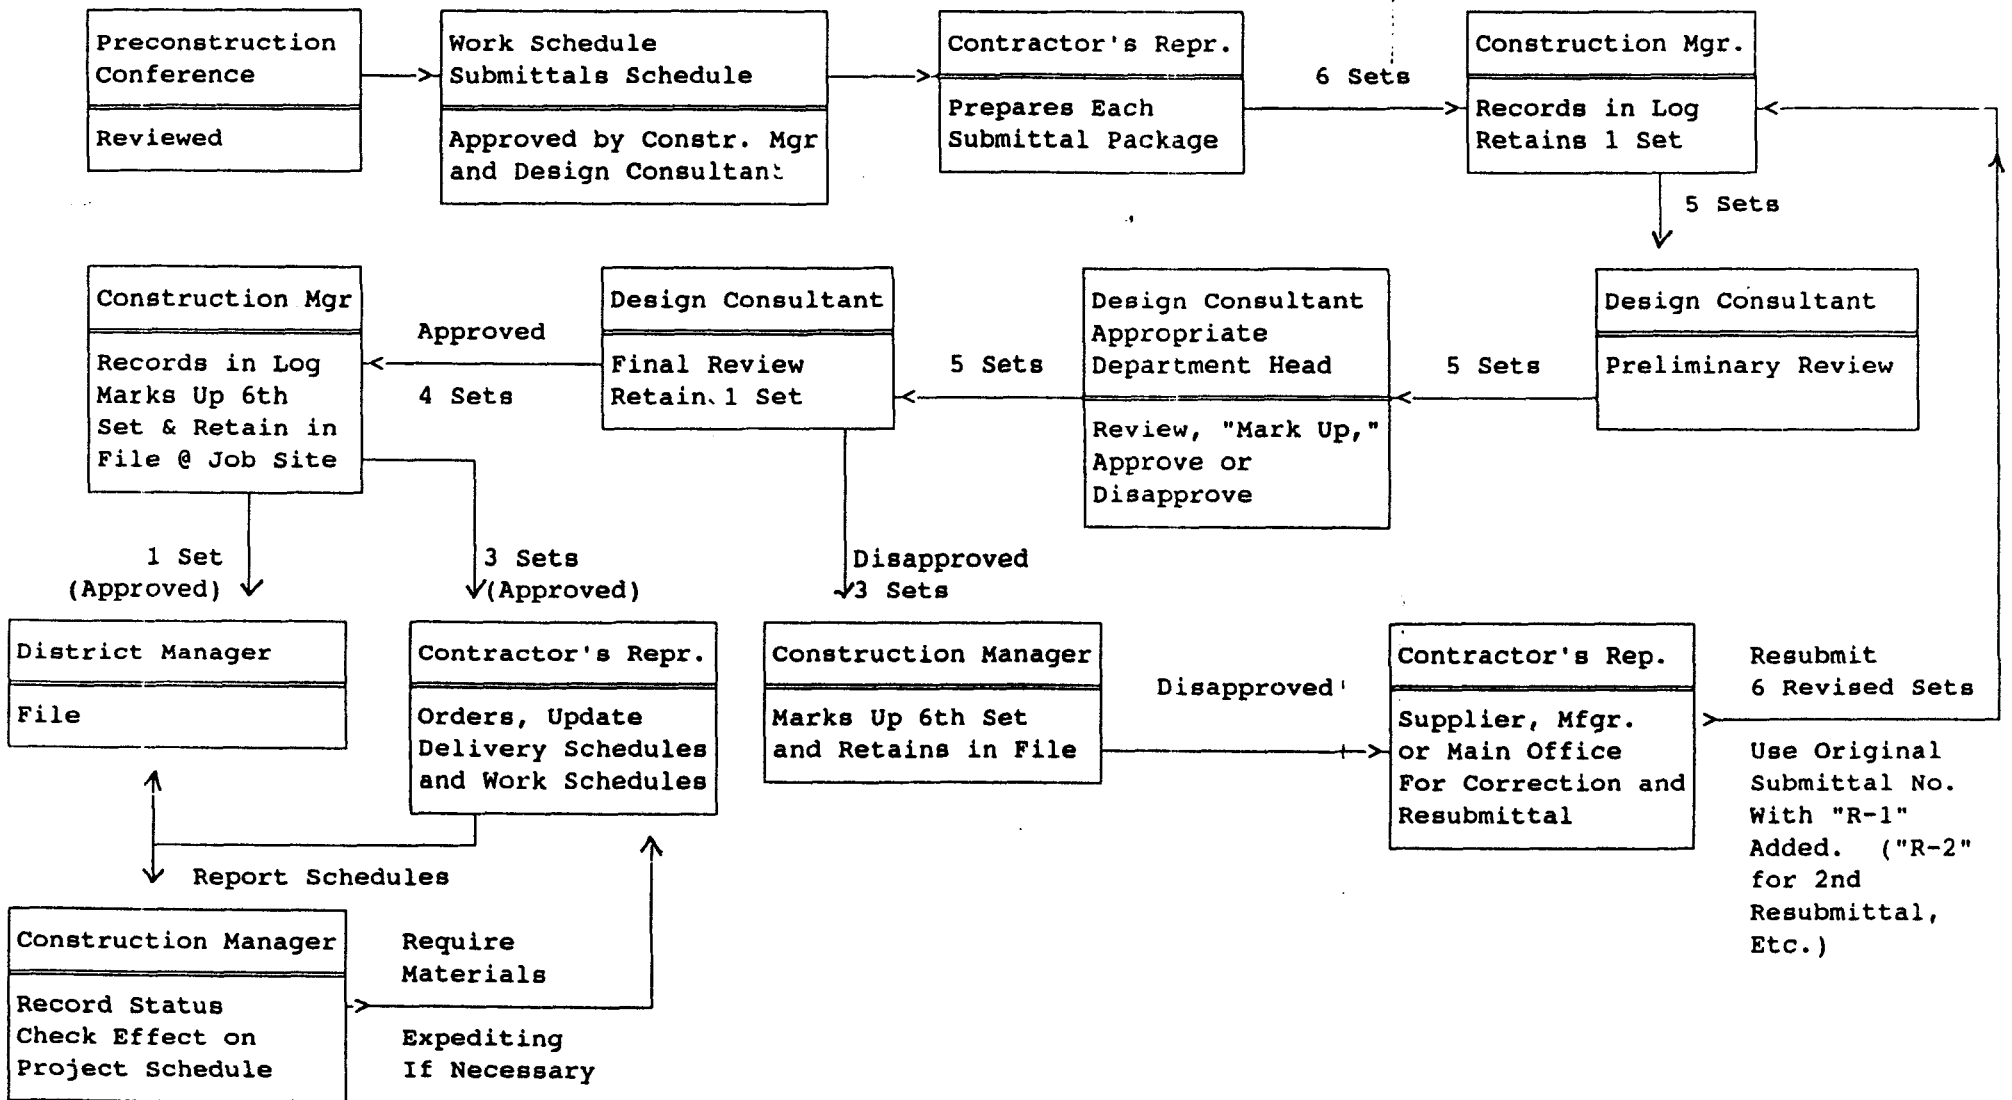 Preconstruction
Conference
Reviewed
Work Schedule
Submittals Schedule
Approved by Constr. Mgr
and Design Consultant
Contractor's Repr.
Prepares Each
Submittal Package
6 Sets
Construction Mgr.
Records in Log
Retains 1 Set
5 Sets
Design Consultant
Preliminary Review
5 Sets
Design Consultant
Appropriate
Department Head
Review, "Mark Up,"
Approve or
Disapprove
5 Sets
Design Consultant
Final Review
Retain 1 Set
Approved
4 Sets
Construction Mgr
Records in Log
Marks Up 6th
Set & Retain in
File @ Job Site
1 Set
(Approved)
3 Sets
(Approved)
Disapproved
3 Sets
District Manager
File
Contractor's Repr.
Orders, Update
Delivery Schedules
and Work Schedules
Construction Manager
Marks Up 6th Set
and Retains in File
Disapproved
Contractor's Rep.
Supplier, Mfgr.
or Main Office
For Correction and
Resubmittal
Resubmit
6 Revised Sets
Use Original
Submittal No.
With "R-1"
Added. ("R-2"
for 2nd
Resubmittal,
Etc.)
Report Schedules
Construction Manager
Record Status
Check Effect on
Project Schedule
Require
Materials
Expediting
If Necessary